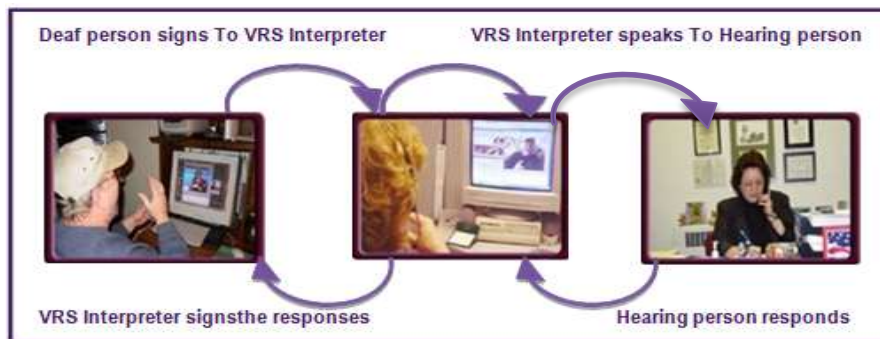 Deaf person signs To VRS Interpreter
VRS Interpreter speaks To Hearing person
VRS Interpreter signsthe responses
Hearing person responds